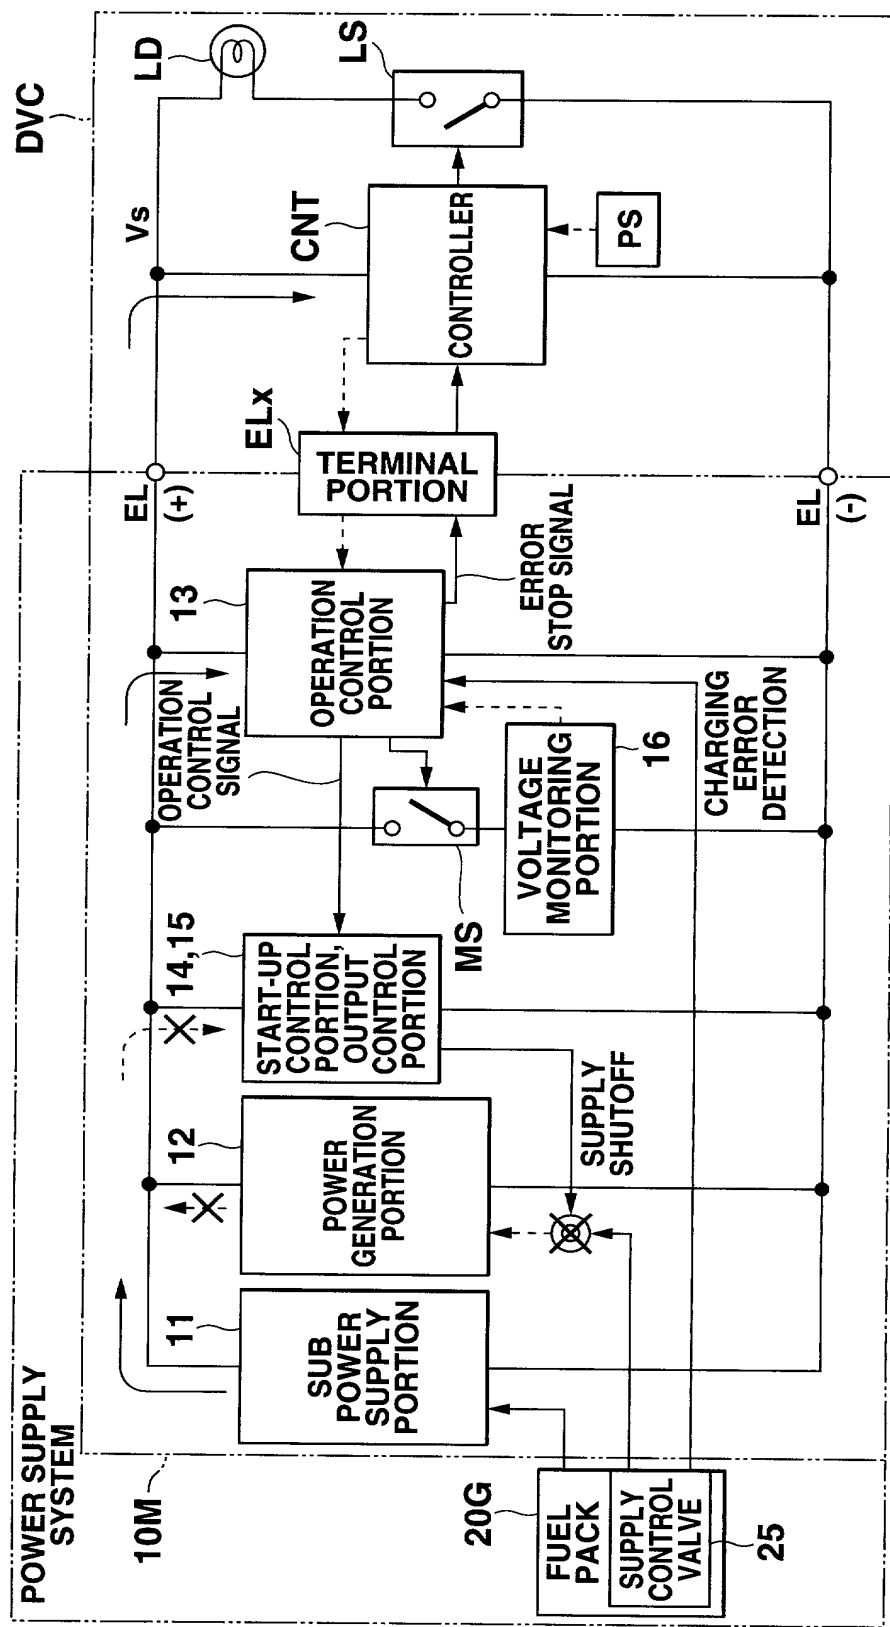 POWER SUPPLY
SYSTEM
DVC
10M
11
SUB
POWER
SUPPLY
PORTION
12
POWER
GENERATION
PORTION
14,15
START-UP
CONTROL
PORTION,
OUTPUT
CONTROL
PORTION
OPERATION
CONTROL
SIGNAL
13
OPERATION
CONTROL
PORTION
EL
(+)
ELx
TERMINAL
PORTION
Vs
CNT
CONTROLLER
LD
LS
PS
MS
VOLTAGE
MONITORING
PORTION
16
ERROR
STOP SIGNAL
SUPPLY
SHUTOFF
CHARGING
ERROR
DETECTION
EL
(-)
20G
FUEL
PACK
SUPPLY
CONTROL
VALVE
25